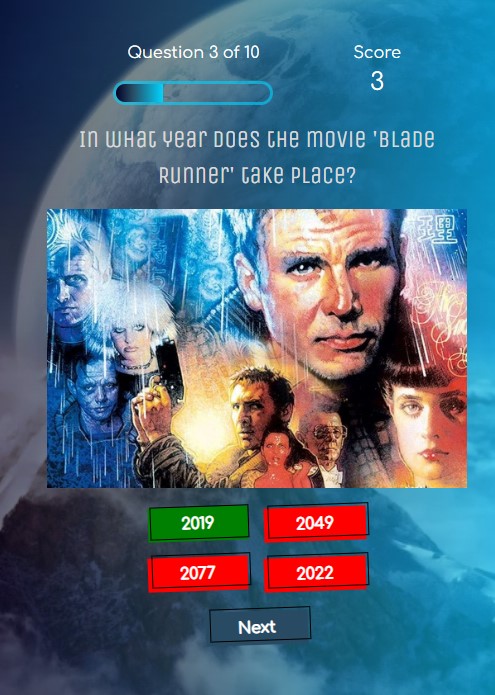 Question 3 of 10
Score
3
In what year does the movie 'Blade
Runner' take place?
理
2019
2049
2077
2022
Next